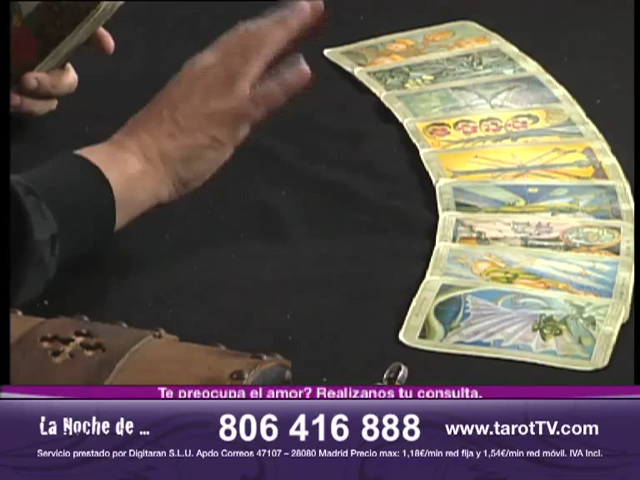 Te preocupa el amor? Realizanos tu consulta.
La Noche de ...
806 416 888
www.tarotTV.com
Servicio prestado por Digitaran S.L.U. Apdo Correos 47107 – 28080 Madrid Precio max: 1,18€/min red fija y 1,54€/min red móvil. IVA Incl.